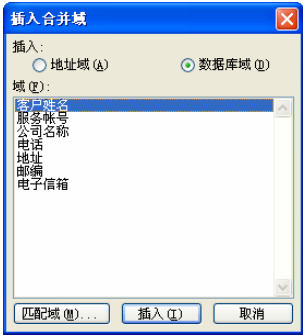 插入合并域
插入:
地址域(A) 数据库域(D)
域(F):
客户姓名
服务帐号
公司名称
电话
地址
邮编
电子信箱
匹配域(M)... 插入(I) 取消